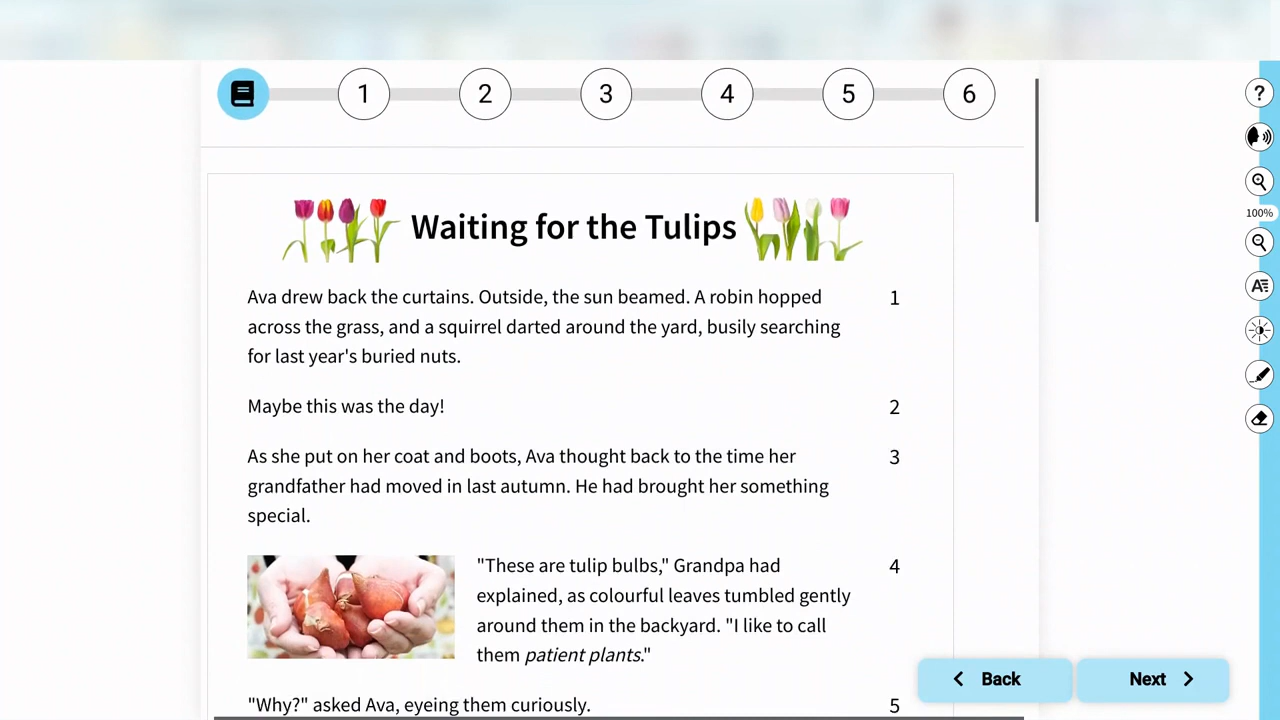 1 2 3 4 5 6
Waiting for the Tulips
Ava drew back the curtains. Outside, the sun beamed. A robin hopped 1
across the grass, and a squirrel darted around the yard, busily searching
for last year's buried nuts.
Maybe this was the day! 2
As she put on her coat and boots, Ava thought back to the time her 3
grandfather had moved in last autumn. He had brought her something
special.
"These are tulip bulbs," Grandpa had 4
explained, as colourful leaves tumbled gently
around them in the backyard. "I like to call
them patient plants."
"Why?" asked Ava, eyeing them curiously. 5
Back Next
?
100%
A